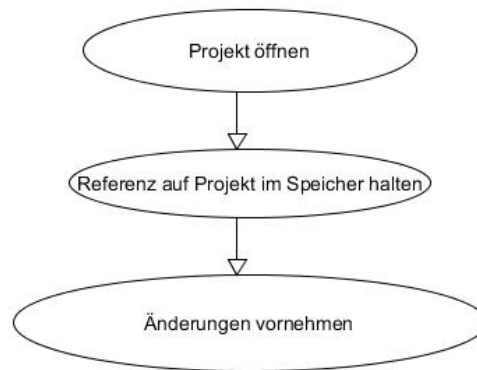 Projekt öffnen
Referenz auf Projekt im Speicher halten
Änderungen vornehmen